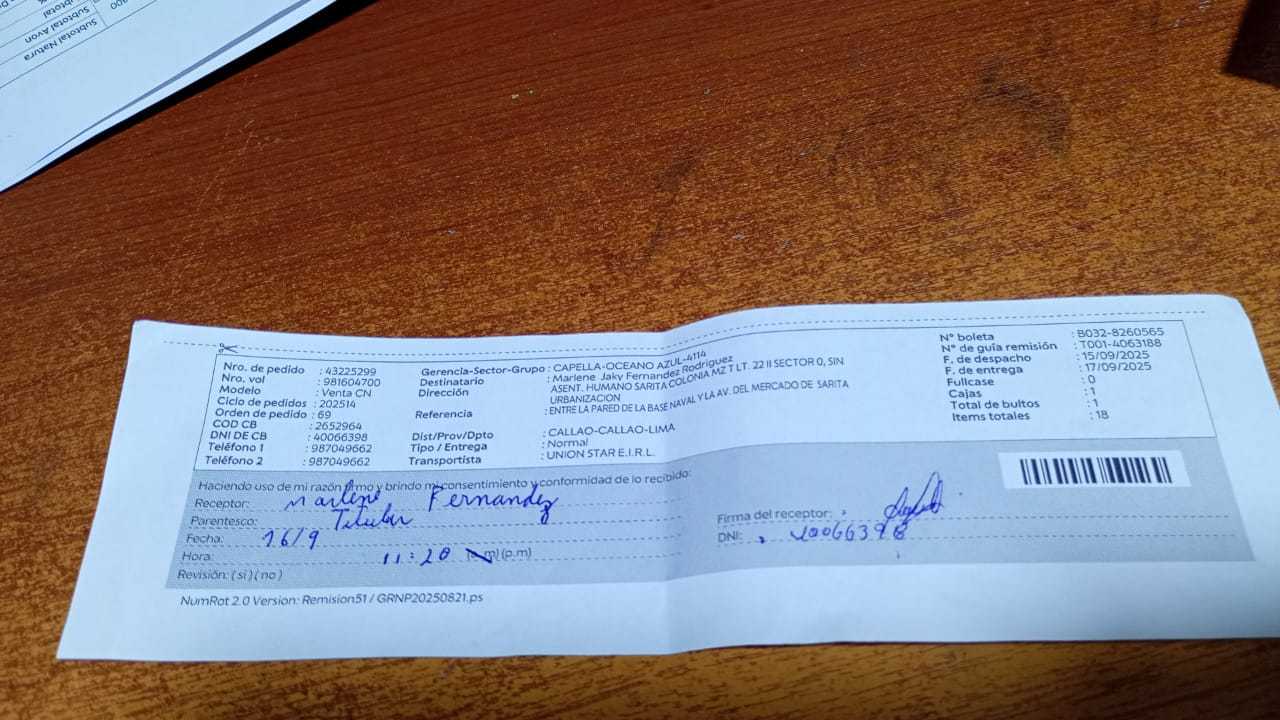 Subtotal Natura
Subtotal Avon
Nro. de pedido : 43225299
Nro. vol : 981604700
Modelo : Venta CN
Ciclo de pedidos : 202514
Orden de pedido : 69
COD CB : 2652964
DNI DE CB : 40066398
Teléfono 1 : 987049662
Teléfono 2 : 987049662
Gerencia-Sector-Grupo : CAPELLA-OCEANO AZUL-4114
Destinatario : Marlene Jaky Fernandez Rodriguez
Dirección : ASENT. HUMANO SARITA COLONIA MZ T LT. 22 II SECTOR 0, SIN
URBANIZACION
Referencia : ENTRE LA PARED DE LA BASE NAVAL Y LA AV. DEL MERCADO DE SARITA
Dist/Prov/Dpto : CALLAO-CALLAO-LIMA
Tipo / Entrega : Normal
Transportista : UNION STAR E.I.R.L.
N° boleta : B032-8260565
N° de guía remisión : T001-4063188
F. de despacho : 15/09/2025
F. de entrega : 17/09/2025
Fullcase : 0
Cajas : 1
Total de bultos : 1
Items totales : 18
Haciendo uso de mi razón firmo y brindo mi consentimiento y conformidad de lo recibido:
Receptor: Marlene Fernandez
Parentesco: Titular
Fecha: 16/9
Hora: 11:20 (a.m) (p.m)
Revisión: ( si ) ( no )
Firma del receptor:
DNI: 40066398
NumRot 2.0 Version: Remision51 / GRNP20250821.ps